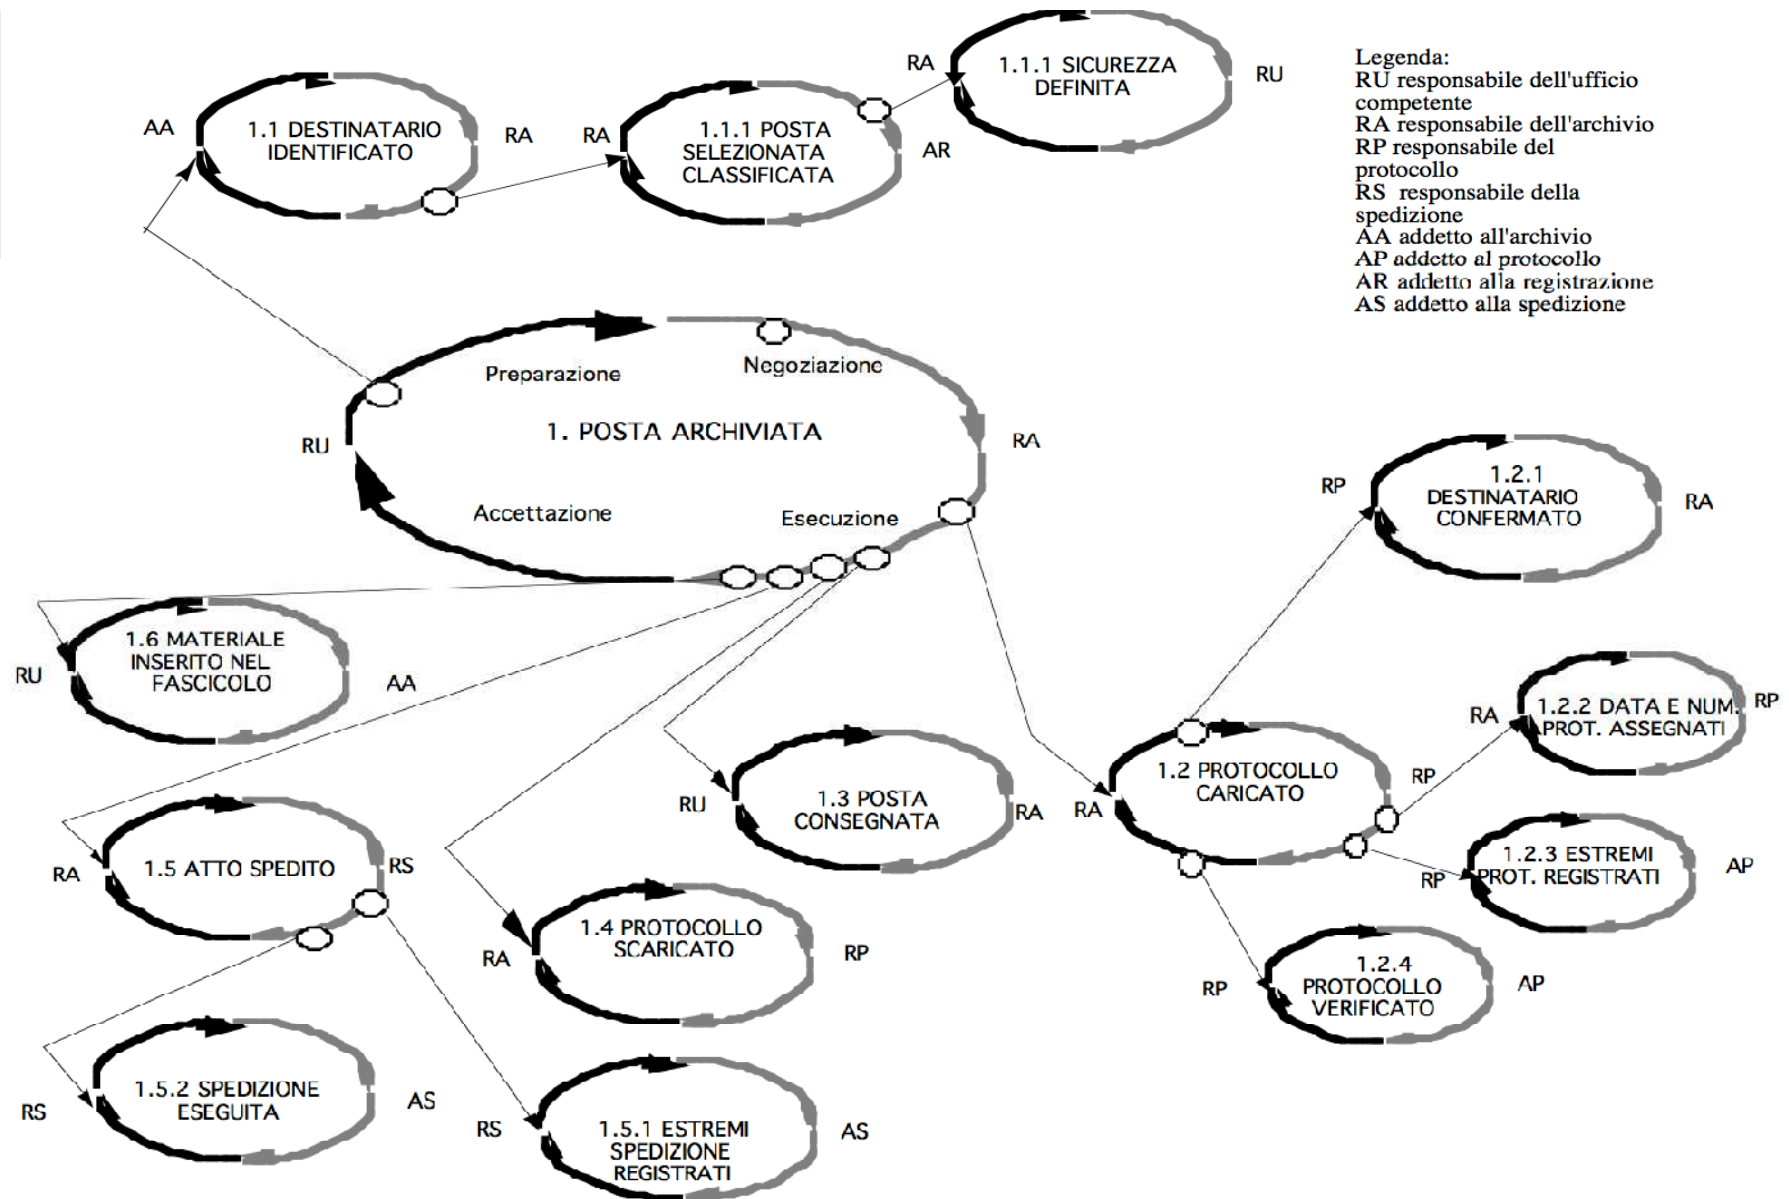 AA
1.1 DESTINATARIO
IDENTIFICATO
RA
RA
1.1.1 POSTA
SELEZIONATA
CLASSIFICATA
AR
RA
1.1.1 SICUREZZA
DEFINITA
RU
Legenda:
RU responsabile dell'ufficio
competente
RA responsabile dell'archivio
RP responsabile del
protocollo
RS responsabile della
spedizione
AA addetto all'archivio
AP addetto al protocollo
AR addetto alla registrazione
AS addetto alla spedizione
Preparazione
Negoziazione
1. POSTA ARCHIVIATA
RU
RA
Accettazione
Esecuzione
RP
1.2.1
DESTINATARIO
CONFERMATO
RA
RU
1.6 MATERIALE
INSERITO NEL
FASCICOLO
AA
RA
1.2.2 DATA E NUM.
PROT. ASSEGNATI
RP
RA
1.2 PROTOCOLLO
CARICATO
RP
RU
1.3 POSTA
CONSEGNATA
RA
RA
1.5 ATTO SPEDITO
RS
RP
1.2.3 ESTREMI
PROT. REGISTRATI
AP
RA
1.4 PROTOCOLLO
SCARICATO
RP
RP
1.2.4
PROTOCOLLO
VERIFICATO
AP
RS
1.5.2 SPEDIZIONE
ESEGUITA
AS
RS
1.5.1 ESTREMI
SPEDIZIONE
REGISTRATI
AS